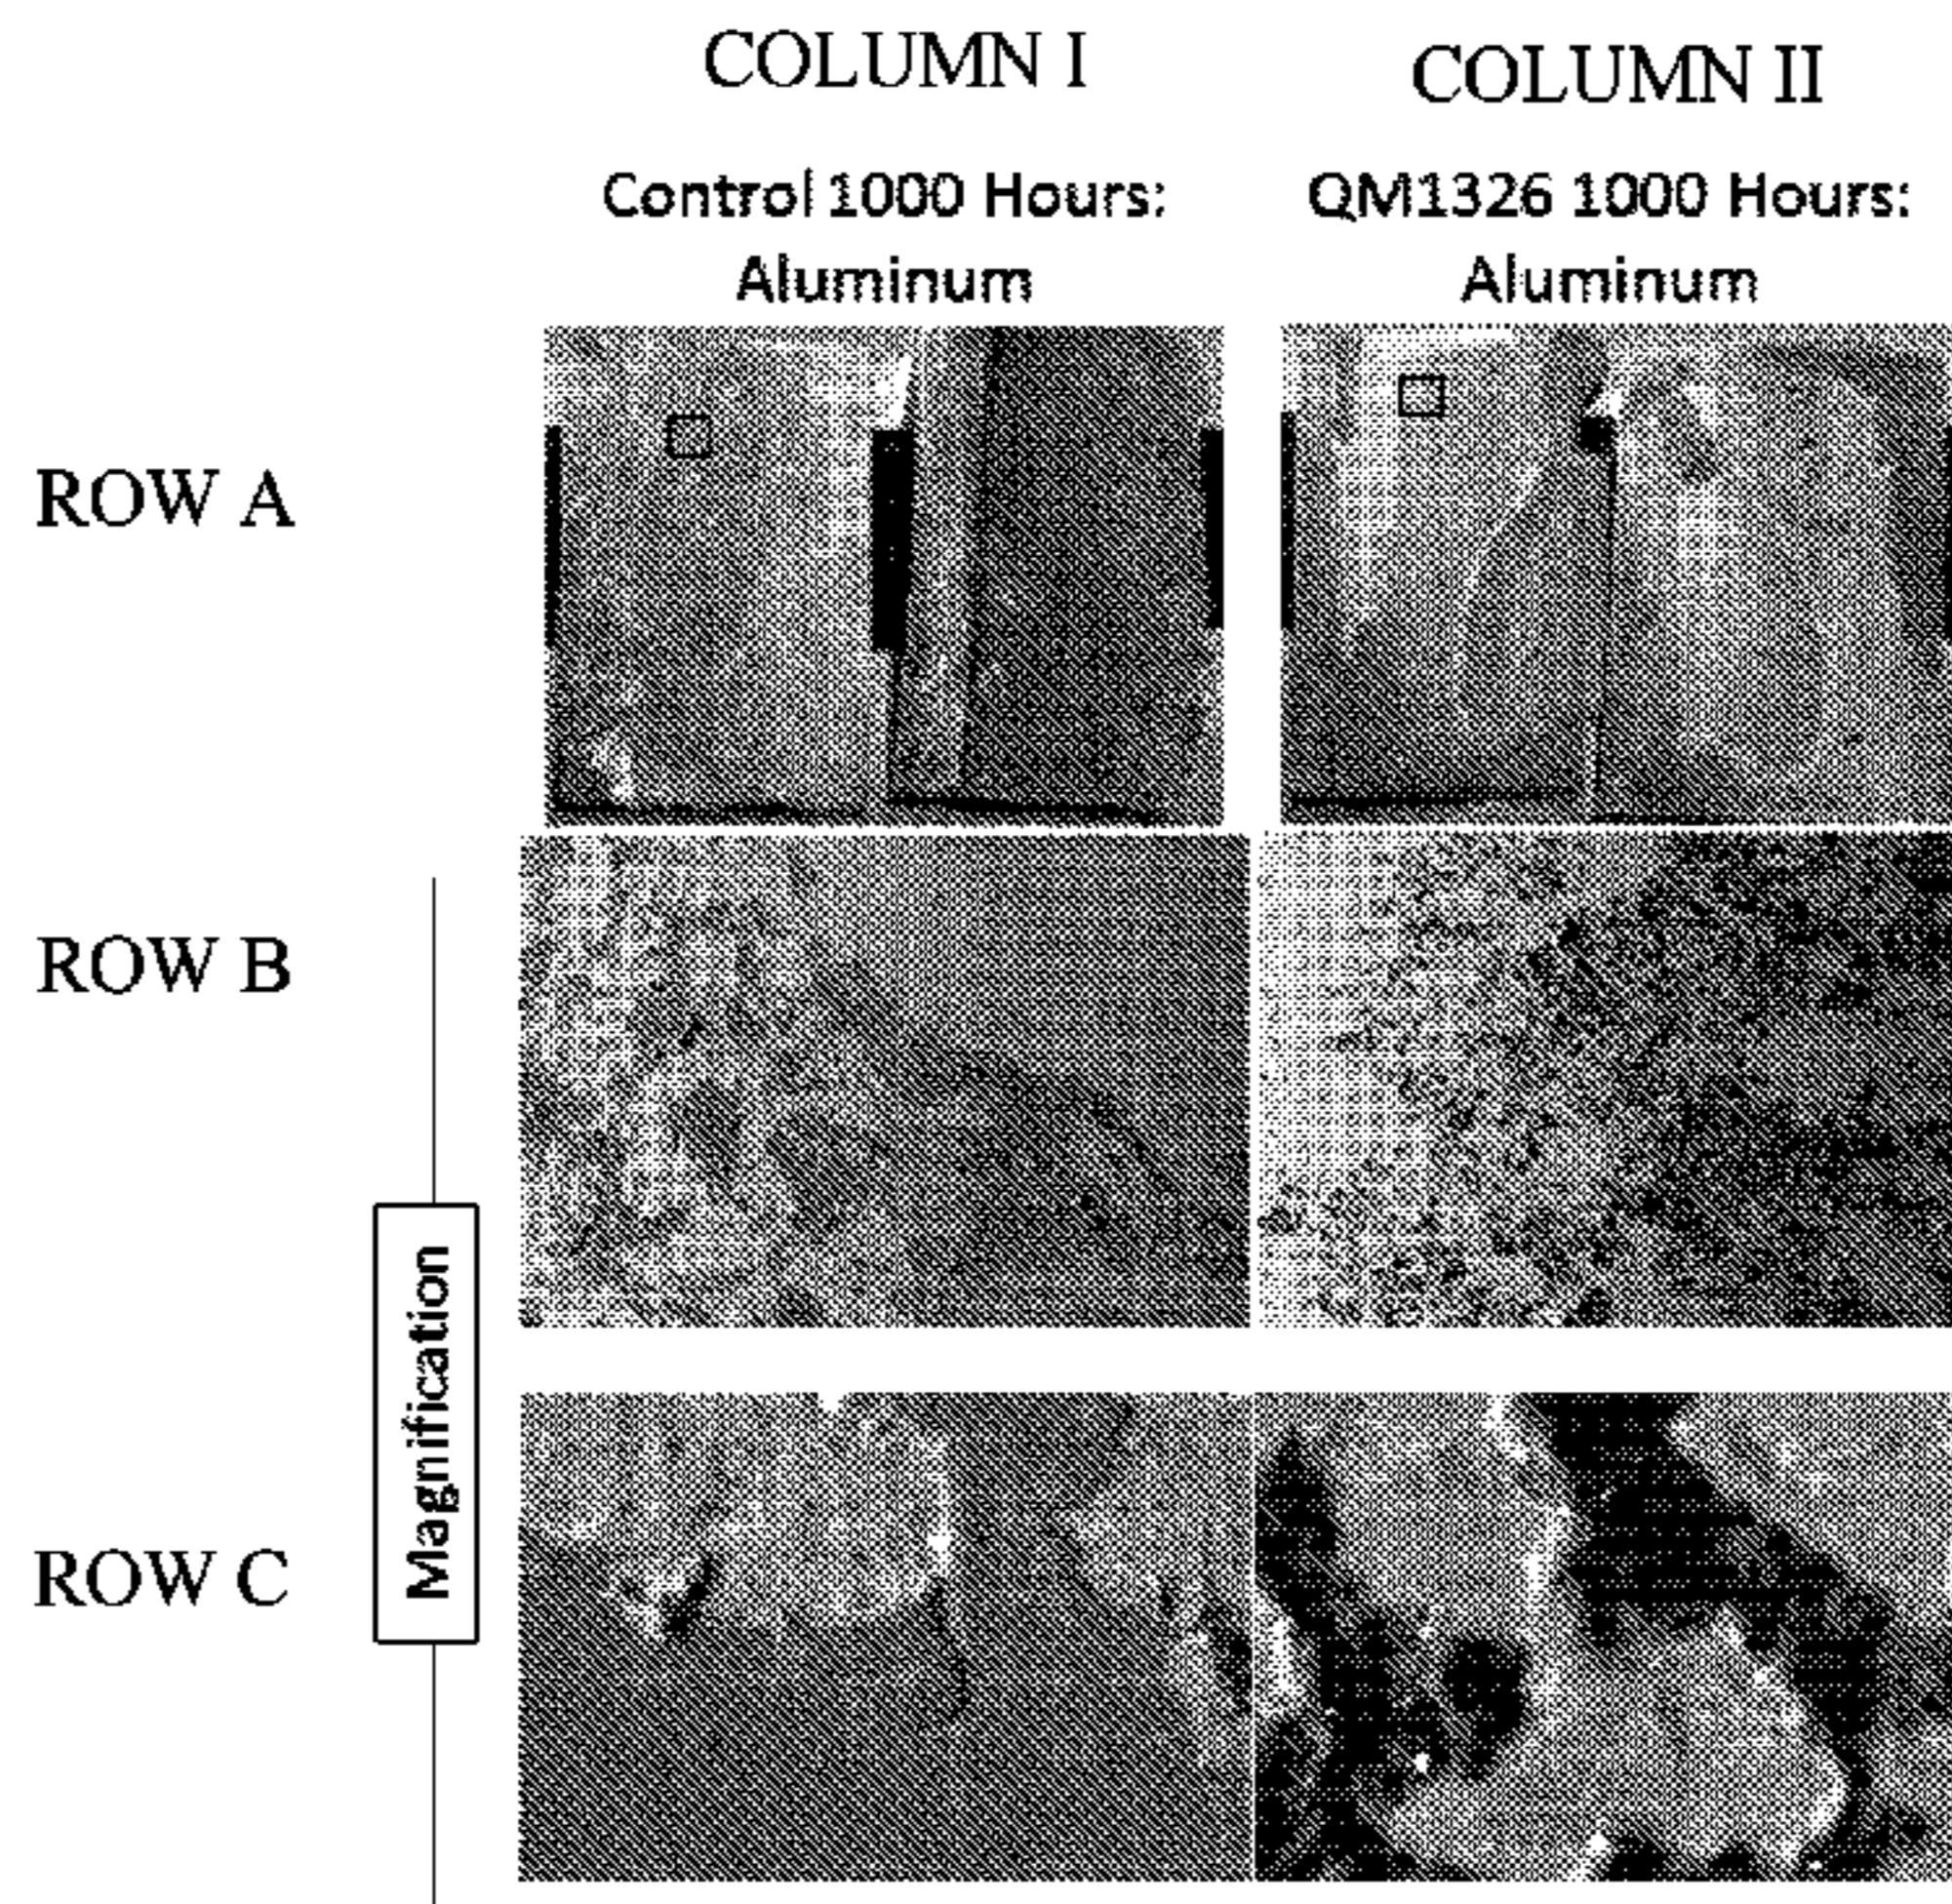 COLUMN I
COLUMN II
Control 1000 Hours:
Aluminum
QM1326 1000 Hours:
Aluminum
ROW A
ROW B
Magnification
ROW C